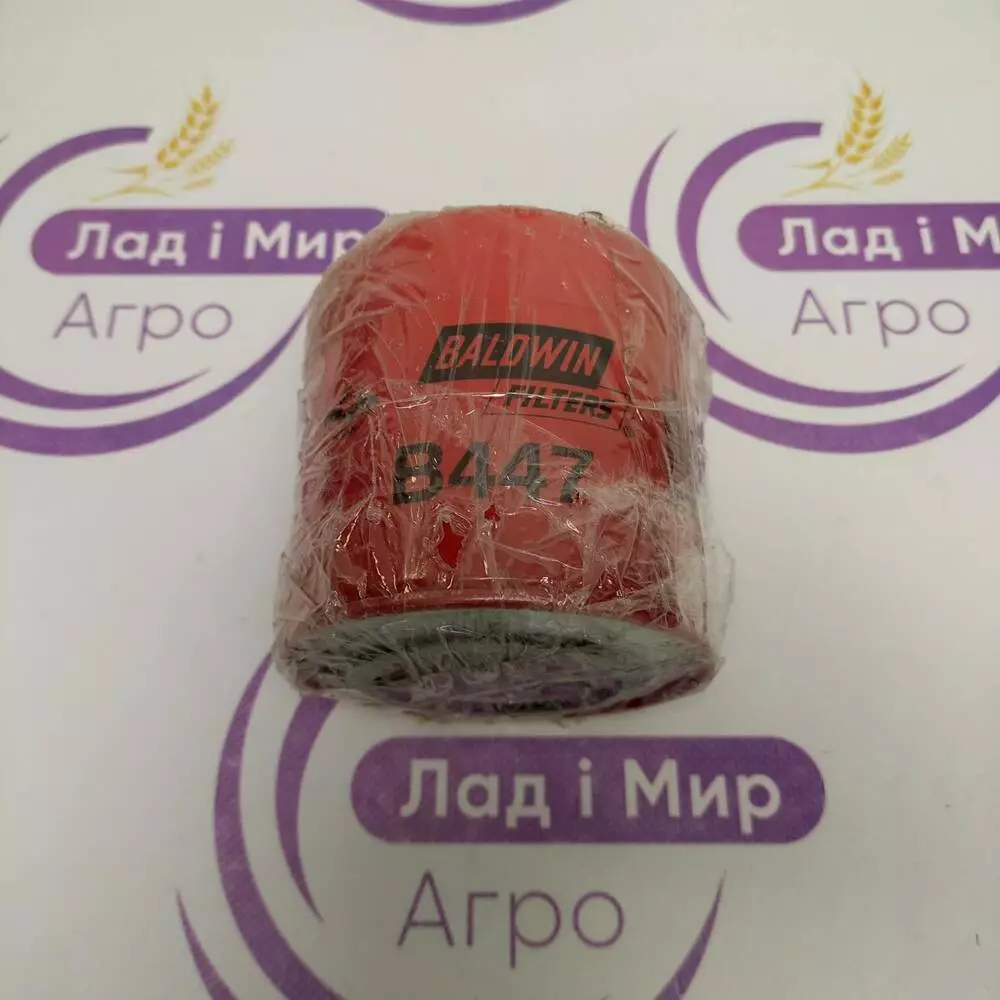 Лад і Мир
Агро
Лад і М
Агро
BALDWIN
FILTERS®
B447
Лад і Мир
Агро